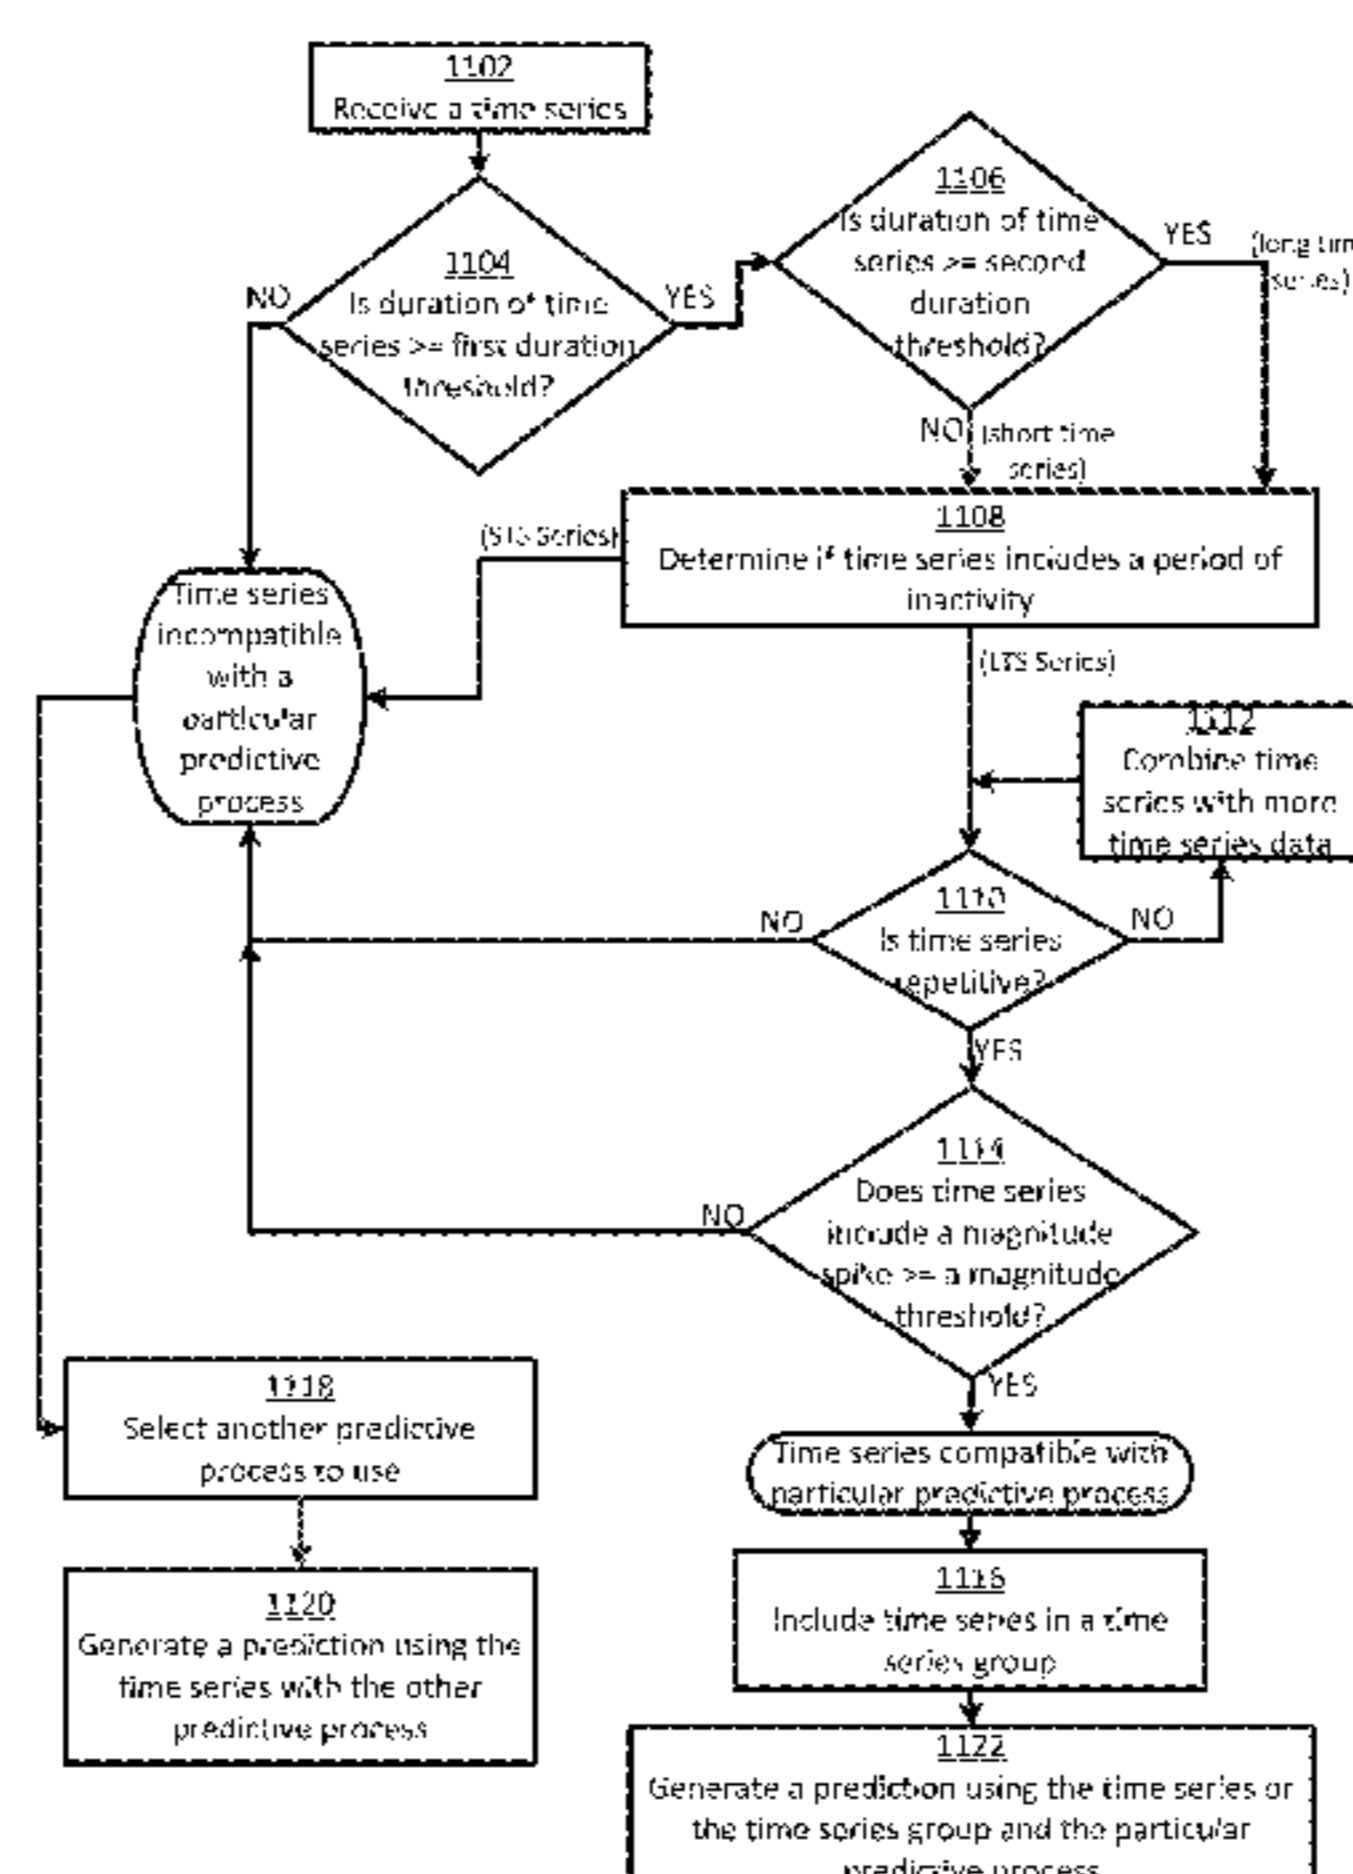 1102
Receive a time series
1104
Is duration of time
series >= first duration
threshold?
NO
YES
1106
Is duration of time
series >= second
duration
threshold?
YES
(long tim
series)
NO
(short time
series)
1108
Determine if time series includes a period of
inactivity
(STS Series)
(LTS Series)
Time series
incompatible
with a
particular
predictive
process
1112
Combine time
series with more
time series data
1110
Is time series
repetitive?
NO
NO
YES
1114
Does time series
include a magnitude
spike >= a magnitude
threshold?
NO
YES
1118
Select another predictive
process to use
1120
Generate a prediction using the
time series with the other
predictive process
Time series compatible with
particular predictive process
1116
Include time series in a time
series group
1122
Generate a prediction using the time series or
the time series group and the particular
predictive process